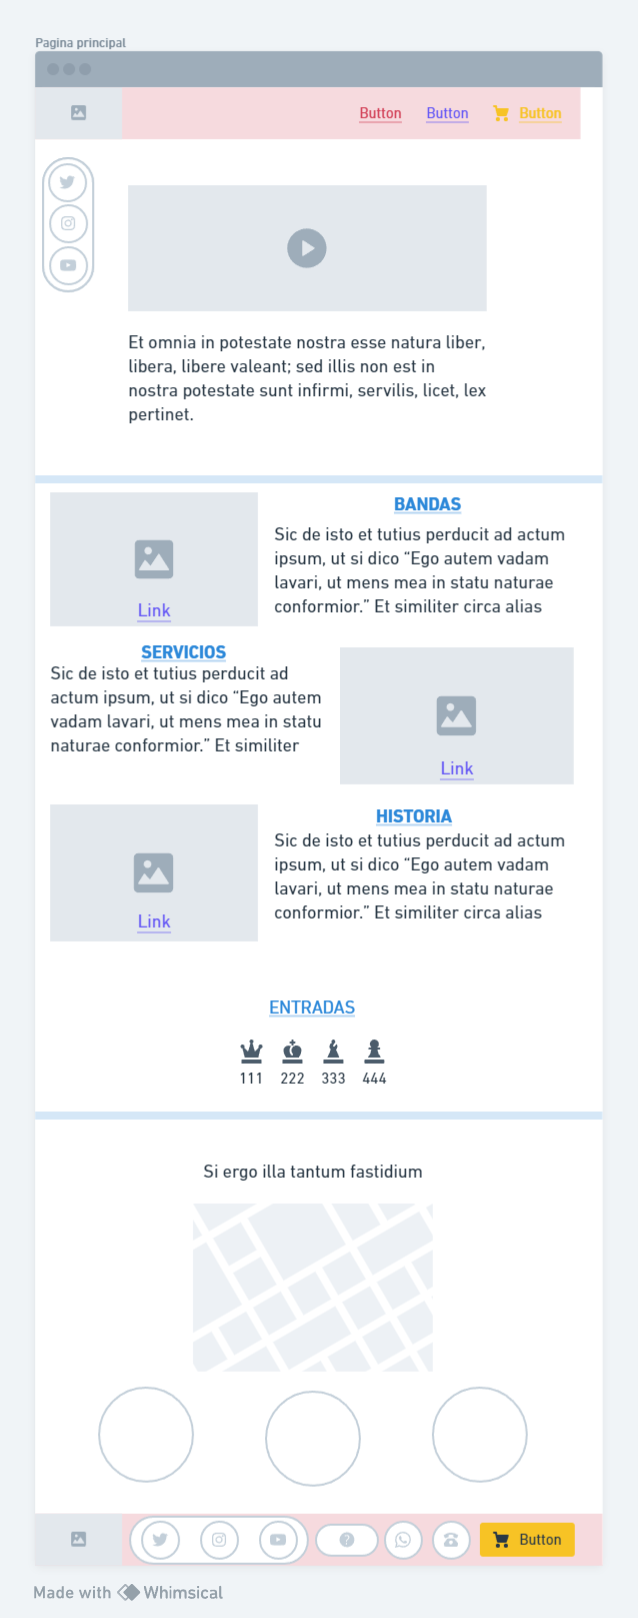 Pagina principal
Button Button Button
Et omnia in potestate nostra esse natura liber,
libera, libere valeant; sed illis non est in
nostra potestate sunt infirmi, servilis, licet, lex
pertinet.
BANDAS
Sic de isto et tutius perducit ad actum
ipsum, ut si dico “Ego autem vadam
lavari, ut mens mea in statu naturae
conformior.” Et similiter circa alias
Link
SERVICIOS
Sic de isto et tutius perducit ad
actum ipsum, ut si dico “Ego autem
vadam lavari, ut mens mea in statu
naturae conformior.” Et similiter
Link
HISTORIA
Sic de isto et tutius perducit ad actum
ipsum, ut si dico “Ego autem vadam
lavari, ut mens mea in statu naturae
conformior.” Et similiter circa alias
Link
ENTRADAS
111 222 333 444
Si ergo illa tantum fastidium
Button
Made with Whimsical